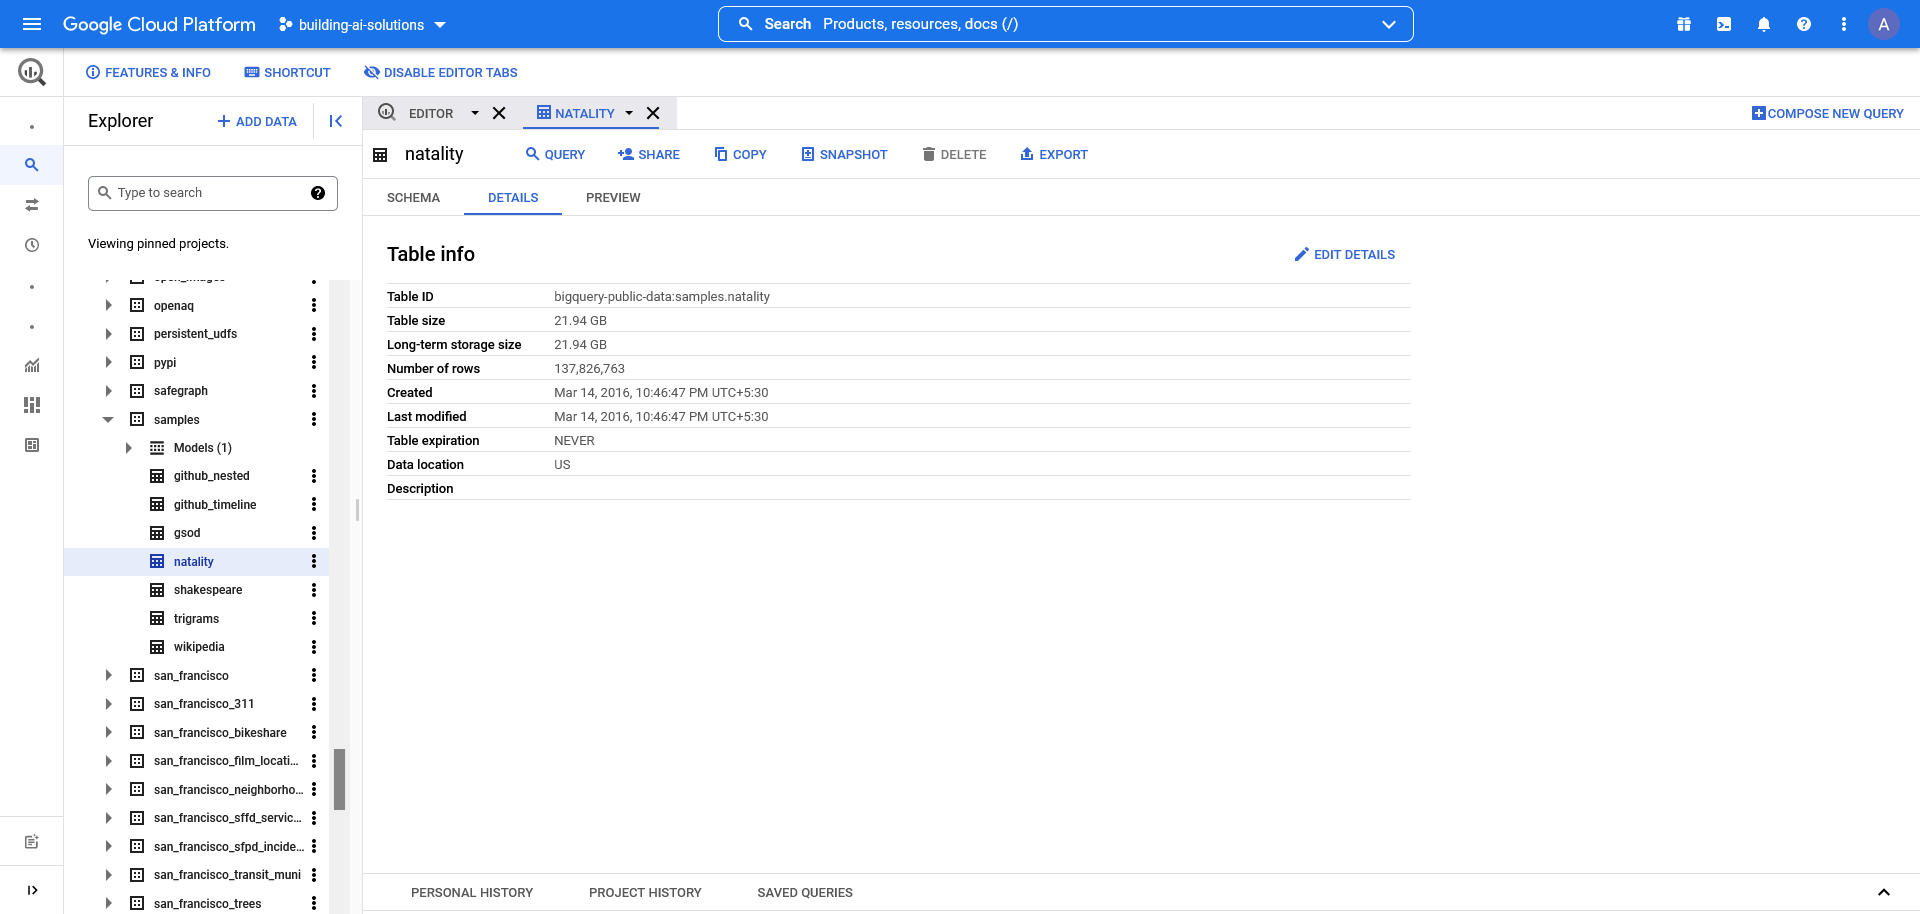 Google Cloud Platform
building-ai-solutions
Search Products, resources, docs (/)
A
FEATURES & INFO
SHORTCUT
DISABLE EDITOR TABS
Explorer
ADD DATA
EDITOR
NATALITY
COMPOSE NEW QUERY
natality
QUERY
SHARE
COPY
SNAPSHOT
DELETE
EXPORT
SCHEMA
DETAILS
PREVIEW
Type to search
Viewing pinned projects.
open_images
openaq
persistent_udfs
pypi
safegraph
samples
Models (1)
github_nested
github_timeline
gsod
natality
shakespeare
trigrams
wikipedia
san_francisco
san_francisco_311
san_francisco_bikeshare
san_francisco_film_locati...
san_francisco_neighborho...
san_francisco_sffd_servic...
san_francisco_sfpd_incide...
san_francisco_transit_muni
san_francisco_trees
Table info
EDIT DETAILS
Table ID bigquery-public-data:samples.natality
Table size 21.94 GB
Long-term storage size 21.94 GB
Number of rows 137,826,763
Created Mar 14, 2016, 10:46:47 PM UTC+5:30
Last modified Mar 14, 2016, 10:46:47 PM UTC+5:30
Table expiration NEVER
Data location US
Description
PERSONAL HISTORY
PROJECT HISTORY
SAVED QUERIES